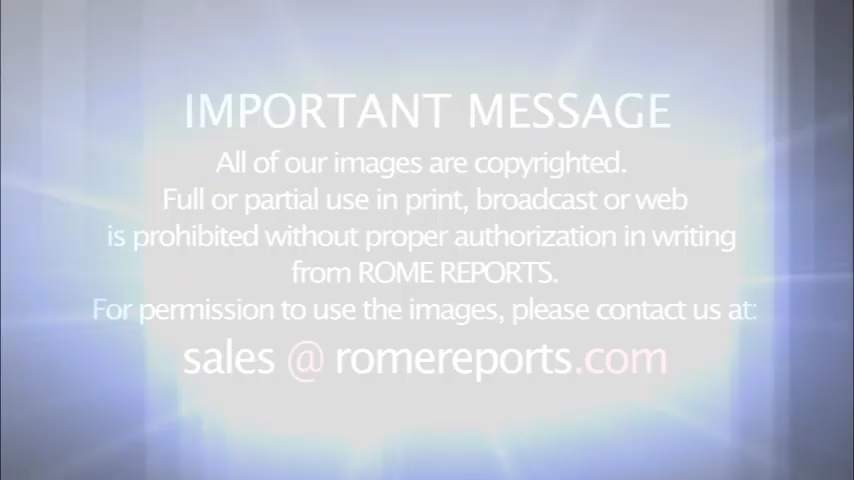 IMPORTANT MESSAGE
All of our images are copyrighted.
Full or partial use in print, broadcast or web
is prohibited without proper authorization in writing
from ROME REPORTS.
For permission to use the images, please contact us at:
sales @ romereports.com